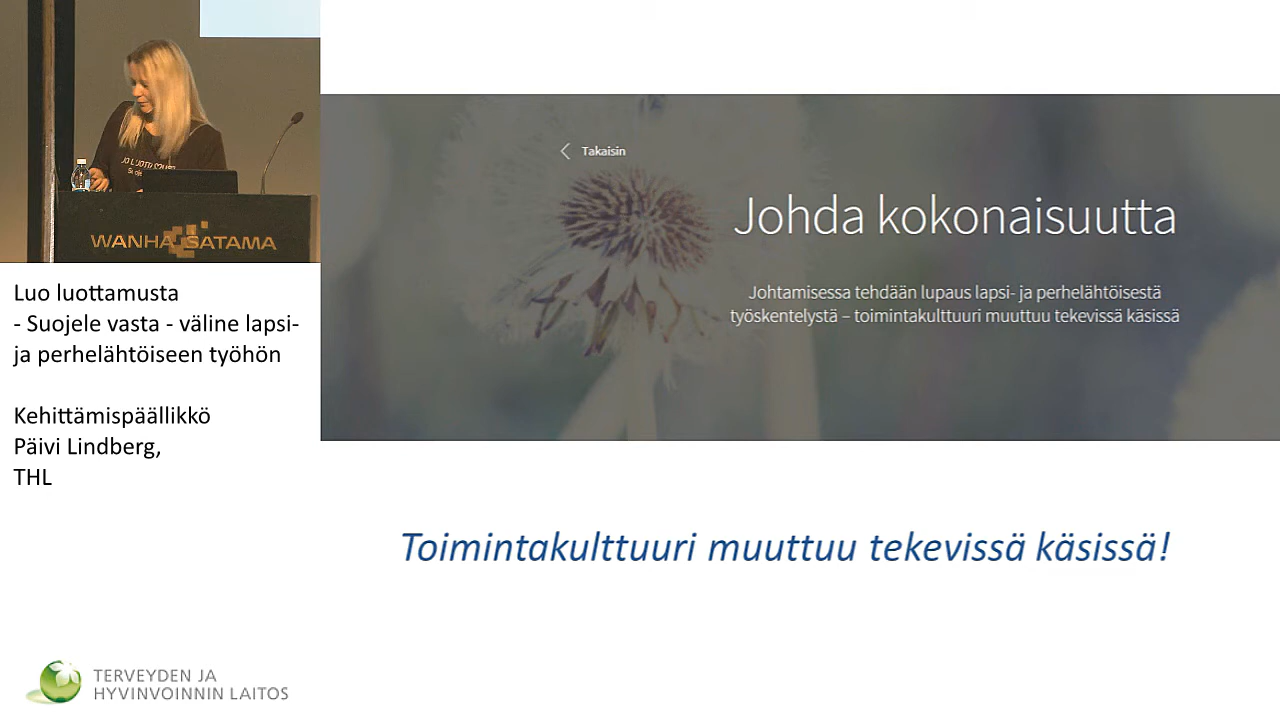 WANHA SATAMA
Luo luottamusta
- Suojele vasta - väline lapsi-
ja perhelähtöiseen työhön
Kehittämispäällikkö
Päivi Lindberg,
THL
Takaisin
Johda kokonaisuutta
Johtamisessa tehdään lupaus lapsi- ja perhelähtöisestä
työskentelystä – toimintakulttuuri muuttuu tekevissä käsissä
Toimintakulttuuri muuttuu tekevissä käsissä!
TERVEYDEN JA
HYVINVOINNIN LAITOS